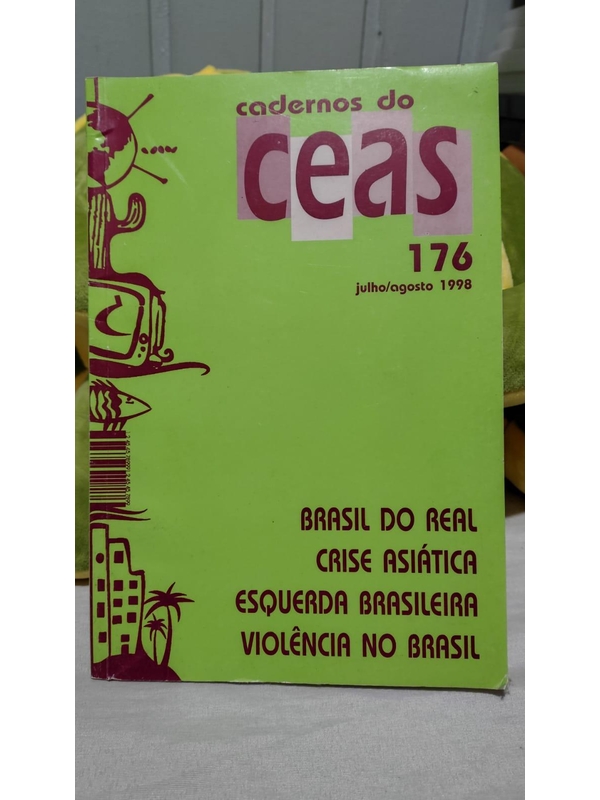 cadernos do
ceas
176
julho/agosto 1998
BRASIL DO REAL
CRISE ASIÁTICA
ESQUERDA BRASILEIRA
VIOLÊNCIA NO BRASIL